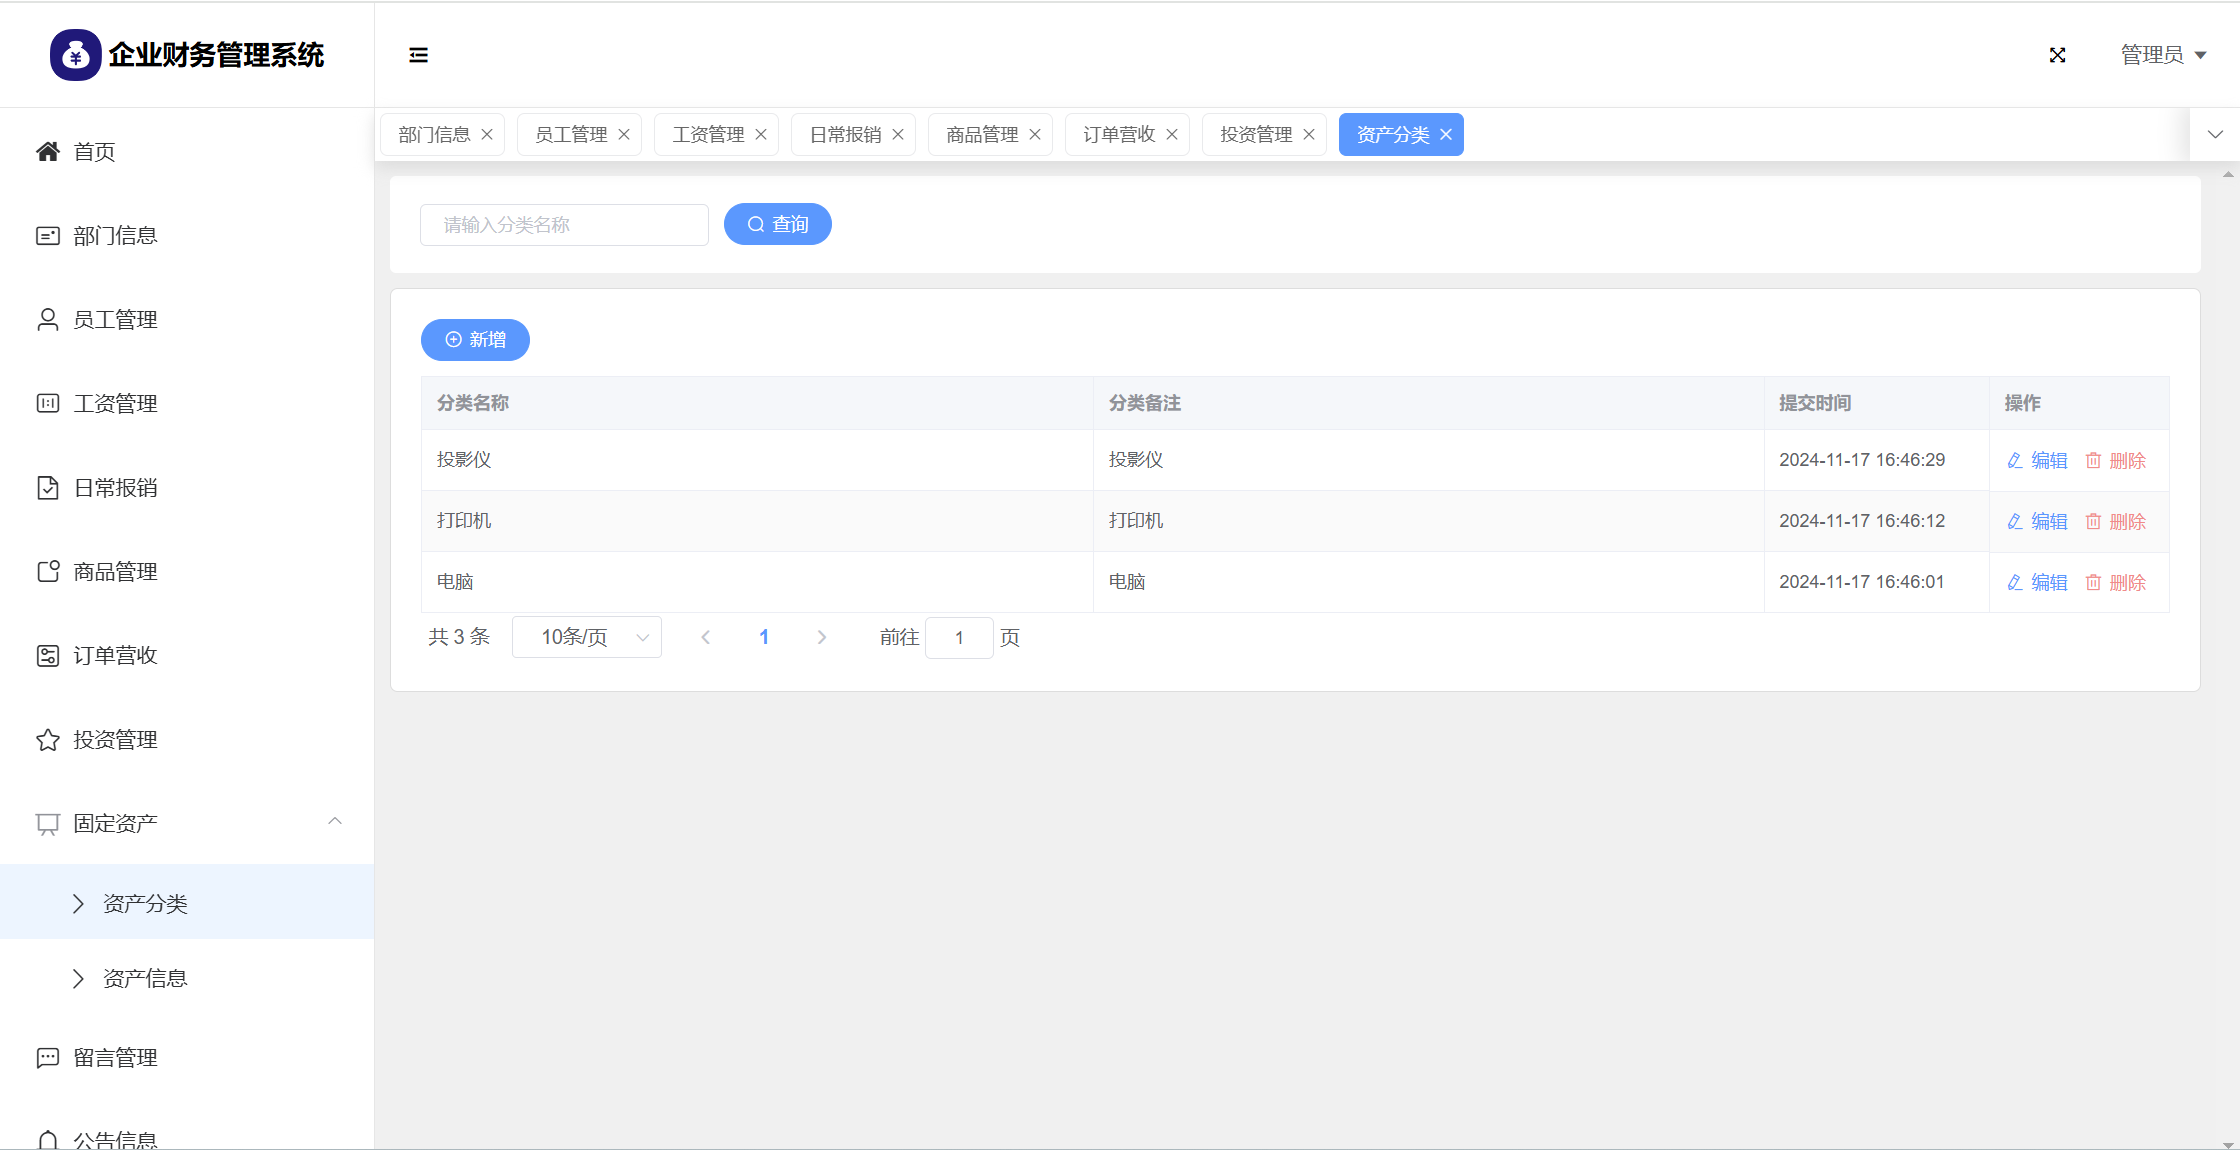 企业财务管理系统
管理员
首页
部门信息
员工管理
工资管理
日常报销
商品管理
订单营收
投资管理
固定资产
资产分类
资产信息
留言管理
公告信息
部门信息 员工管理 工资管理 日常报销 商品管理 订单营收 投资管理 资产分类
请输入分类名称 查询
新增
分类名称 分类备注 提交时间 操作
投影仪 投影仪 2024-11-17 16:46:29 编辑 删除
打印机 打印机 2024-11-17 16:46:12 编辑 删除
电脑 电脑 2024-11-17 16:46:01 编辑 删除
共 3 条 10条/页 1 前往 1 页